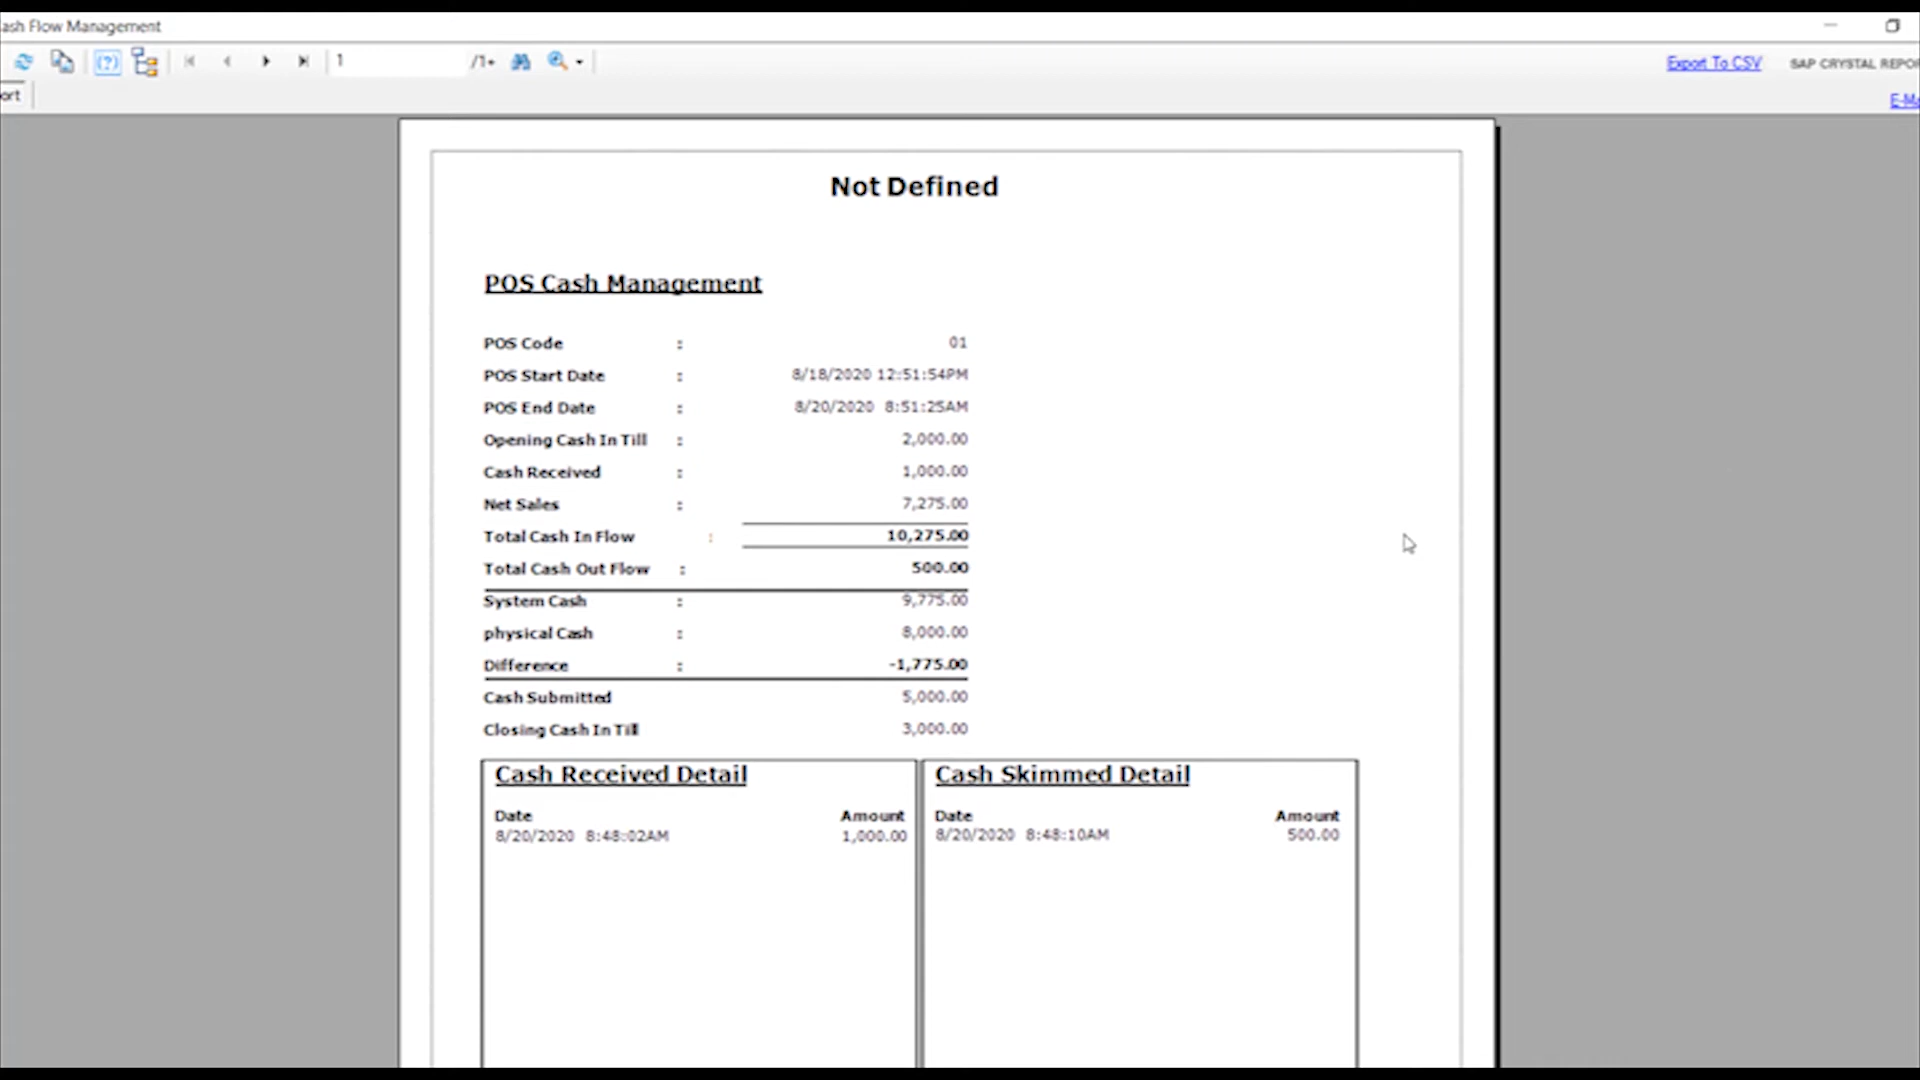 ash Flow Management
1
/1+
Export To CSV
SAP CRYSTAL REPO
ort
E-Ma
Not Defined
POS Cash Management
POS Code : 01
POS Start Date : 8/18/2020 12:51:54PM
POS End Date : 8/20/2020 8:51:25AM
Opening Cash In Till : 2,000.00
Cash Received : 1,000.00
Net Sales : 7,275.00
Total Cash In Flow : 10,275.00
Total Cash Out Flow : 500.00
System Cash : 9,775.00
physical Cash : 8,000.00
Difference : -1,775.00
Cash Submitted 5,000.00
Closing Cash In Till 3,000.00
Cash Received Detail
Date Amount
8/20/2020 8:48:02AM 1,000.00
Cash Skimmed Detail
Date Amount
8/20/2020 8:48:10AM 500.00